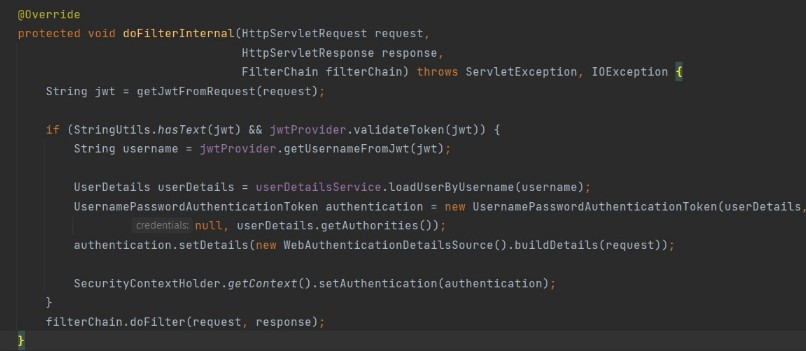 @Override
protected void doFilterInternal(HttpServletRequest request,
HttpServletResponse response,
FilterChain filterChain) throws ServletException, IOException {
String jwt = getJwtFromRequest(request);
if (StringUtils.hasText(jwt) && jwtProvider.validateToken(jwt)) {
String username = jwtProvider.getUsernameFromJwt(jwt);
UserDetails userDetails = userDetailsService.loadUserByUsername(username);
UsernamePasswordAuthenticationToken authentication = new UsernamePasswordAuthenticationToken(userDetails,
credentials: null, userDetails.getAuthorities());
authentication.setDetails(new WebAuthenticationDetailsSource().buildDetails(request));
SecurityContextHolder.getContext().setAuthentication(authentication);
}
filterChain.doFilter(request, response);
}